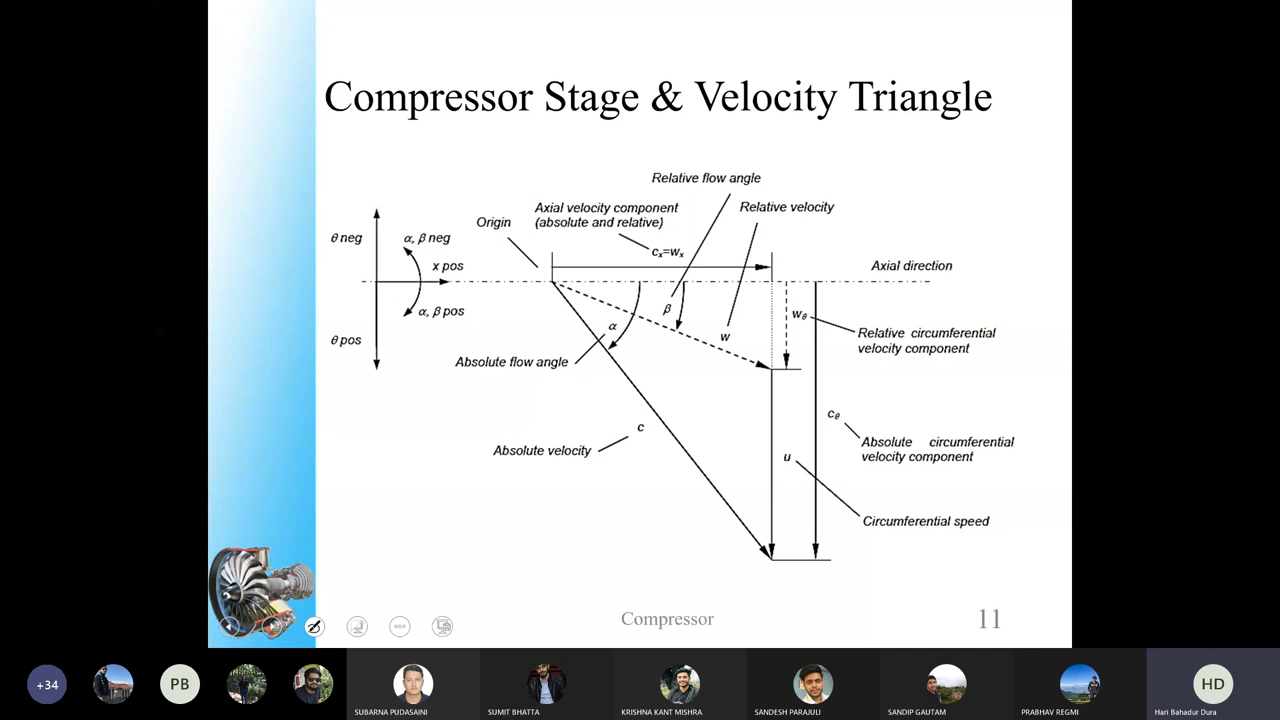 Compressor Stage & Velocity Triangle
Relative flow angle
Axial velocity component
(absolute and relative)
Relative velocity
Origin
θ neg
α, β neg
cx=wx
x pos
Axial direction
α, β pos
β
wθ
α
w
θ pos
Relative circumferential
velocity component
Absolute flow angle
cθ
c
Absolute circumferential
velocity component
Absolute velocity
u
Circumferential speed
Compressor
11
+34
PB
HD
SUBARNA PUDASAINI
SUMIT BHATTA
KRISHNA KANT MISHRA
SANDESH PARAJULI
SANDIP GAUTAM
PRABHAV REGMI
Hari Bahadur Dura